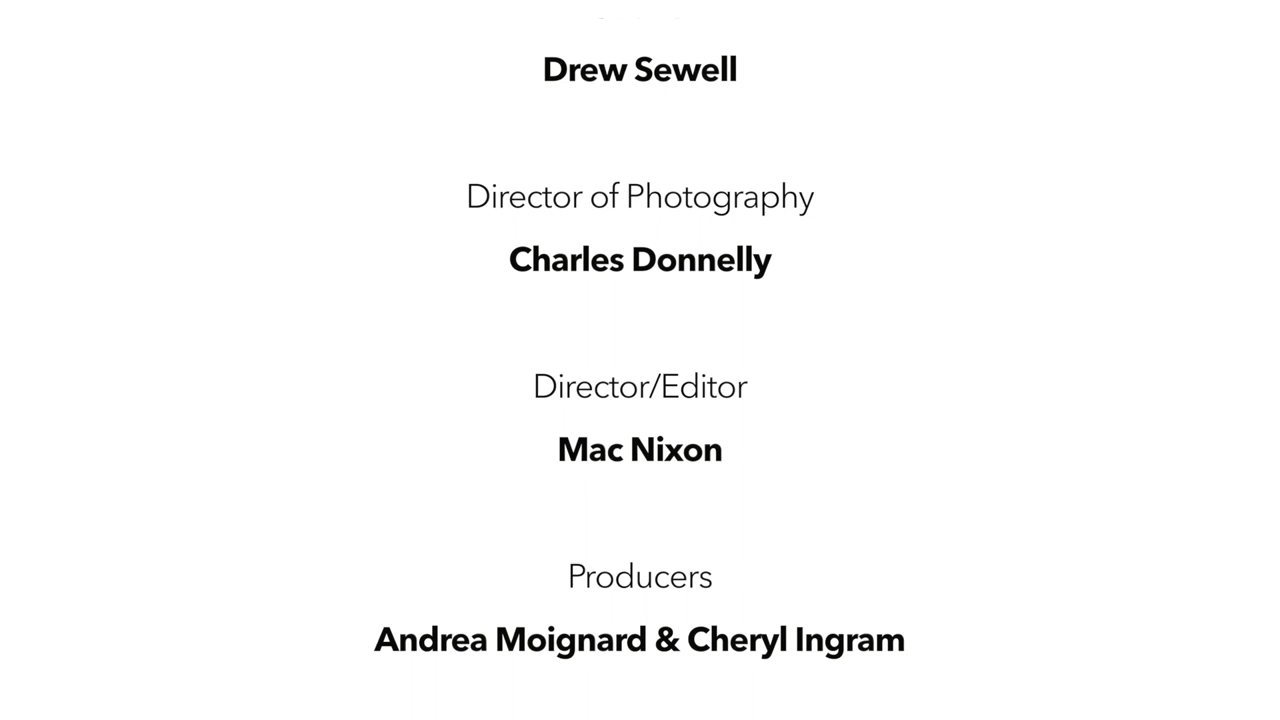 Drew Sewell
Director of Photography
Charles Donnelly
Director/Editor
Mac Nixon
Producers
Andrea Moignard & Cheryl Ingram